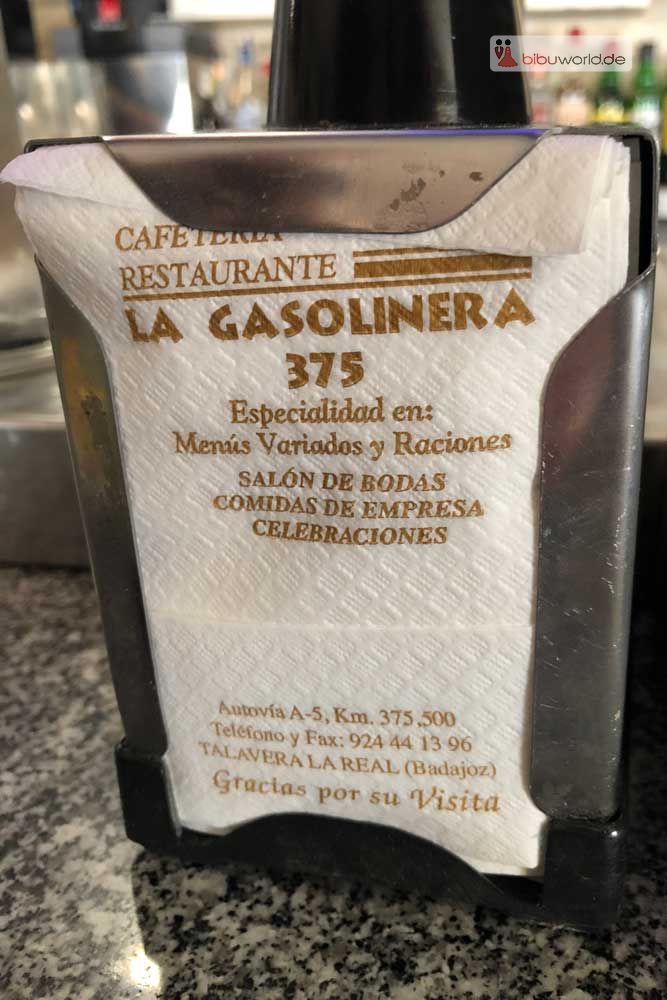 bibuworld.de
CAFETERIA
RESTAURANTE
LA GASOLINERA
375
Especialidad en:
Menús Variados y Raciones
SALÓN DE BODAS
COMIDAS DE EMPRESA
CELEBRACIONES
Autovía A-5, Km. 375,500
Teléfono y Fax: 924 44 13 96
TALAVERA LA REAL (Badajoz)
Gracias por su Visita